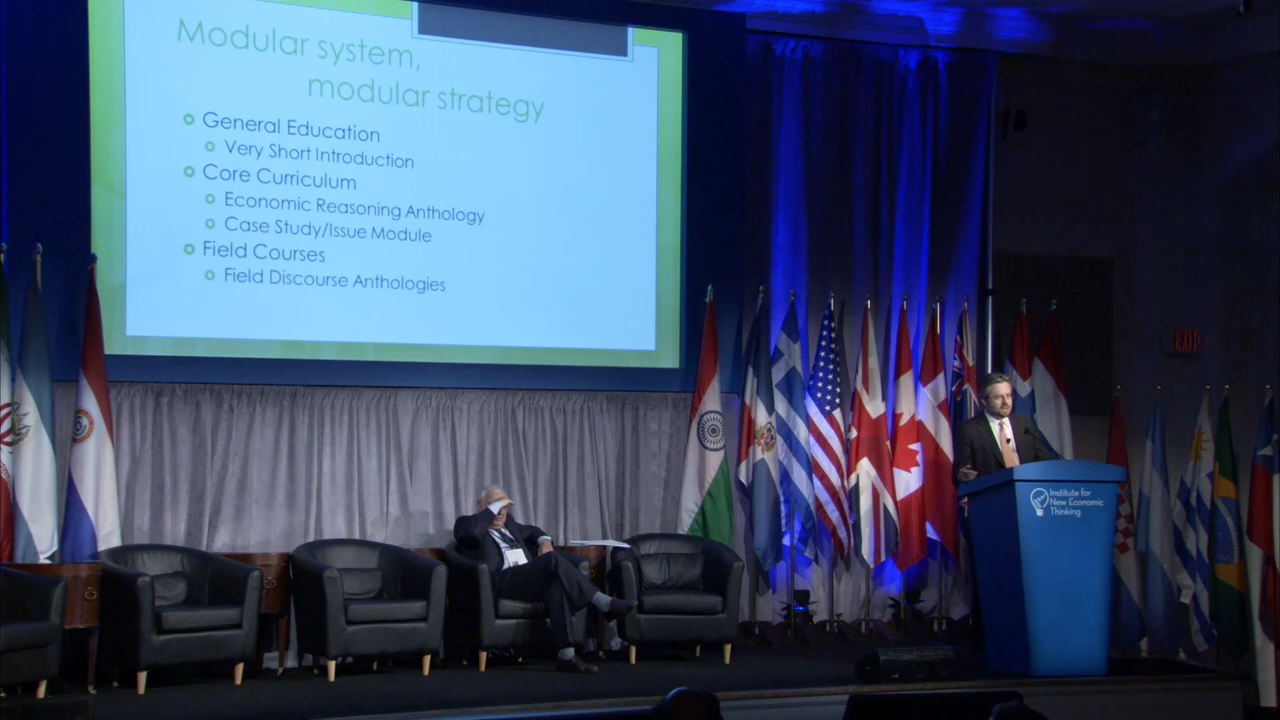 Modular system,
modular strategy
General Education
Very Short Introduction
Core Curriculum
Economic Reasoning Anthology
Case Study/Issue Module
Field Courses
Field Discourse Anthologies
EXIT
Institute for
New Economic
Thinking